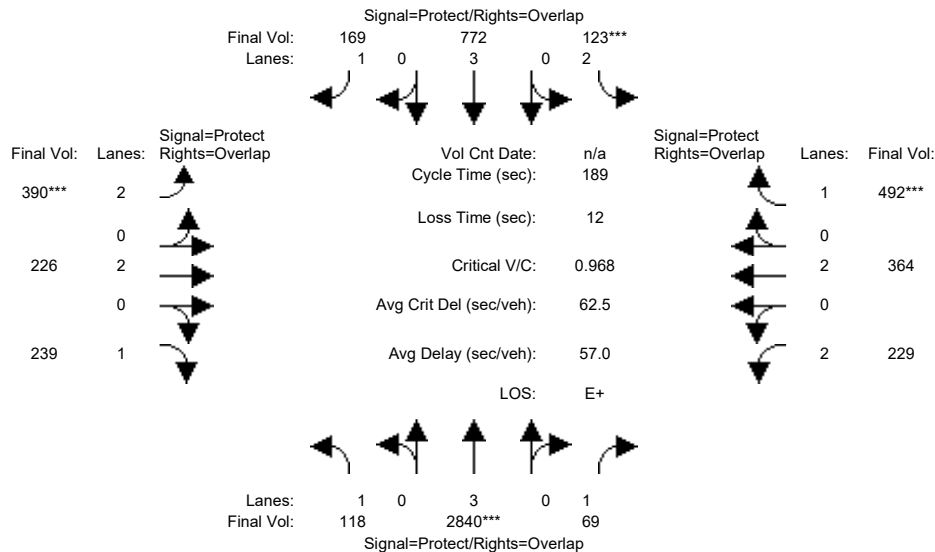 Signal=Protect/Rights=Overlap
Final Vol: 169 772 123***
Lanes: 1 0 3 0 2
Signal=Protect Signal=Protect
Final Vol: Lanes: Rights=Overlap Vol Cnt Date: n/a Rights=Overlap Lanes: Final Vol:
Cycle Time (sec): 189
390*** 2 1 492***
Loss Time (sec): 12
0 0
226 2 Critical V/C: 0.968 2 364
0 Avg Crit Del (sec/veh): 62.5 0
239 1 Avg Delay (sec/veh): 57.0 2 229
LOS: E+
Lanes: 1 0 3 0 1
Final Vol: 118 2840*** 69
Signal=Protect/Rights=Overlap